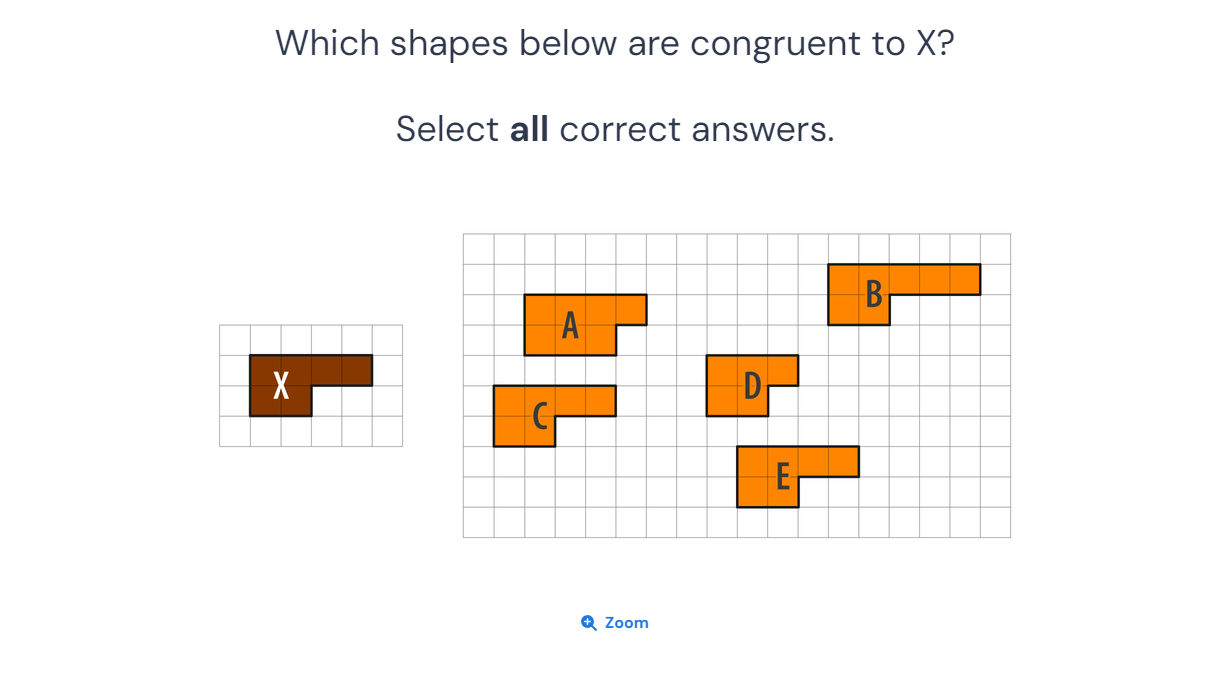 Which shapes below are congruent to X?
Select all correct answers.
B
A
X
D
C
E
Zoom